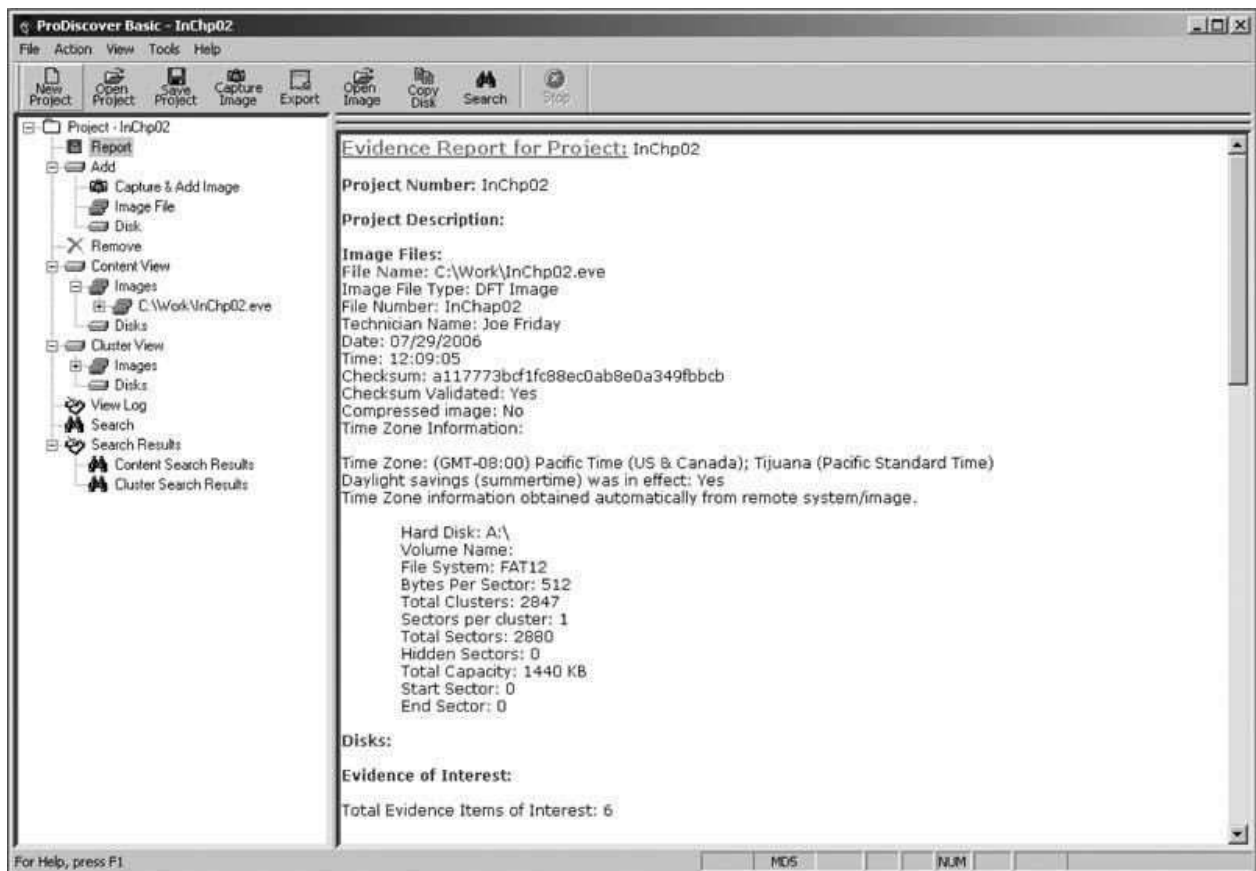 ProDiscover Basic - InChp02
File Action View Tools Help
New Project
Open Project
Save Project
Capture Image
Export
Open Image
Copy Disk
Search
Stop
Project - InChp02
Report
Add
Capture & Add Image
Image File
Disk
Remove
Content View
Images
C:\Work\InChp02.eve
Disks
Cluster View
Images
Disks
View Log
Search
Search Results
Content Search Results
Cluster Search Results
Evidence Report for Project: InChp02
Project Number: InChp02
Project Description:
Image Files:
File Name: C:\Work\InChp02.eve
Image File Type: DFT Image
File Number: InChap02
Technician Name: Joe Friday
Date: 07/29/2006
Time: 12:09:05
Checksum: a117773bcf1fc88ec0ab8e0a349fbbcb
Checksum Validated: Yes
Compressed image: No
Time Zone Information:
Time Zone: (GMT-08:00) Pacific Time (US & Canada); Tijuana (Pacific Standard Time)
Daylight savings (summertime) was in effect: Yes
Time Zone information obtained automatically from remote system/image.
Hard Disk: A:\
Volume Name:
File System: FAT12
Bytes Per Sector: 512
Total Clusters: 2847
Sectors per cluster: 1
Total Sectors: 2880
Hidden Sectors: 0
Total Capacity: 1440 KB
Start Sector: 0
End Sector: 0
Disks:
Evidence of Interest:
Total Evidence Items of Interest: 6
For Help, press F1
MD5
NUM